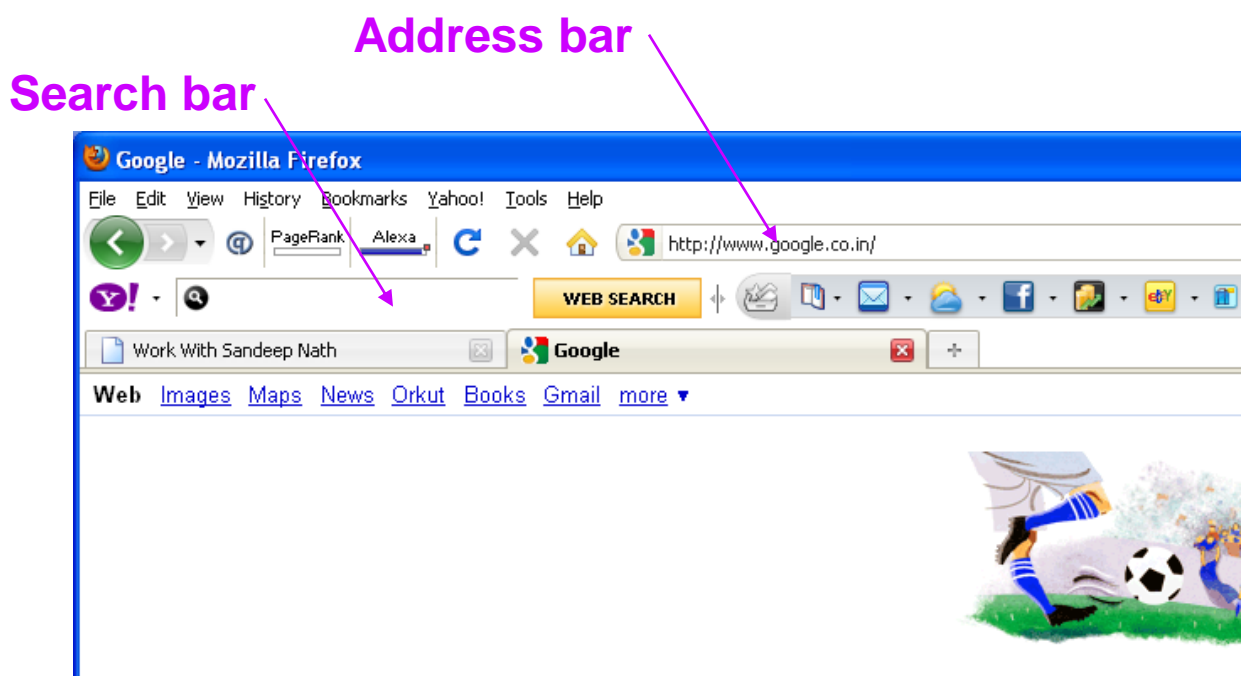 Address bar
Search bar
Google - Mozilla Firefox
File Edit View History Bookmarks Yahoo! Tools Help
@ PageRank Alexa a http://www.google.co.in/
Y! WEB SEARCH f ebY
Work With Sandeep Nath Google +
Web Images Maps News Orkut Books Gmail more ▼